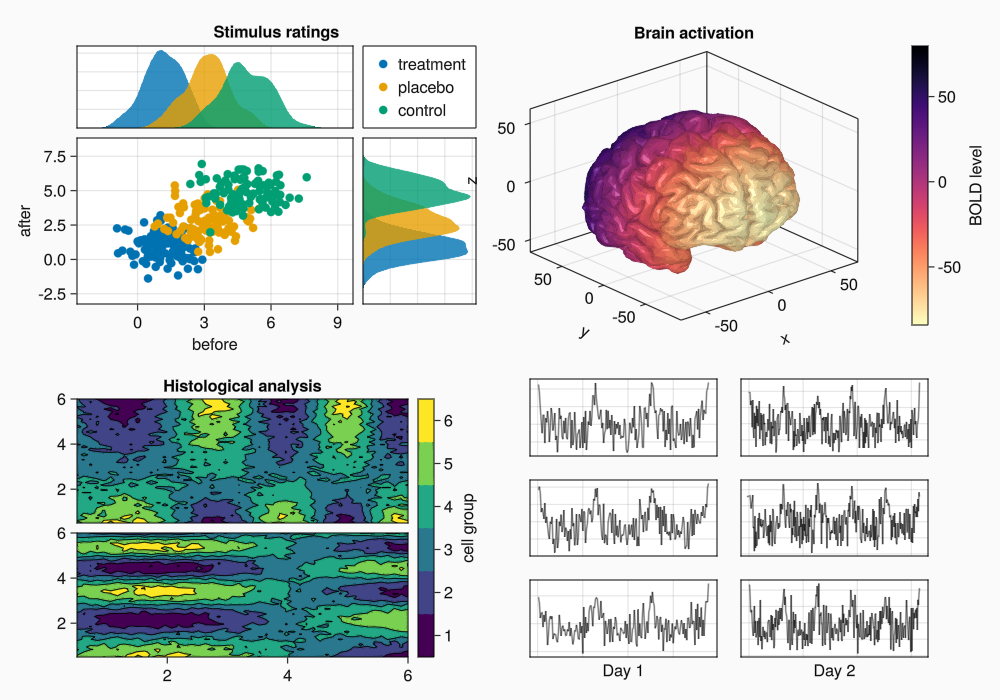 Stimulus ratings
treatment
placebo
control
7.5
5.0
2.5
0.0
-2.5
after
0
3
6
9
before
Brain activation
50
0
-50
z
50
0
-50
y
-50
0
50
x
50
0
-50
BOLD level
Histological analysis
6
4
2
6
4
2
2
4
6
6
5
4
3
2
1
cell group
Day 1
Day 2